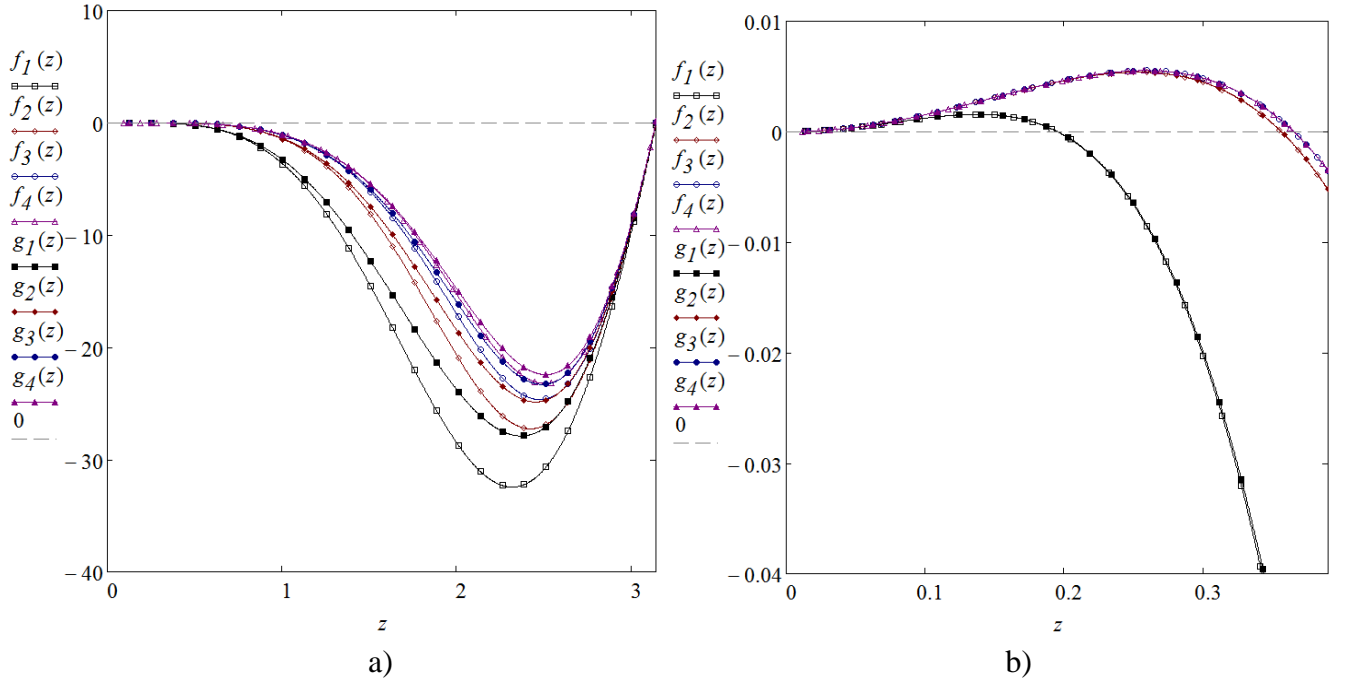 10
0
−10
−20
−30
−40
f1(z)
f2(z)
f3(z)
f4(z)
g1(z)
g2(z)
g3(z)
g4(z)
0
0
1
2
3
z
a)
0.01
0
−0.01
−0.02
−0.03
−0.04
f1(z)
f2(z)
f3(z)
f4(z)
g1(z)
g2(z)
g3(z)
g4(z)
0
0
0.1
0.2
0.3
z
b)